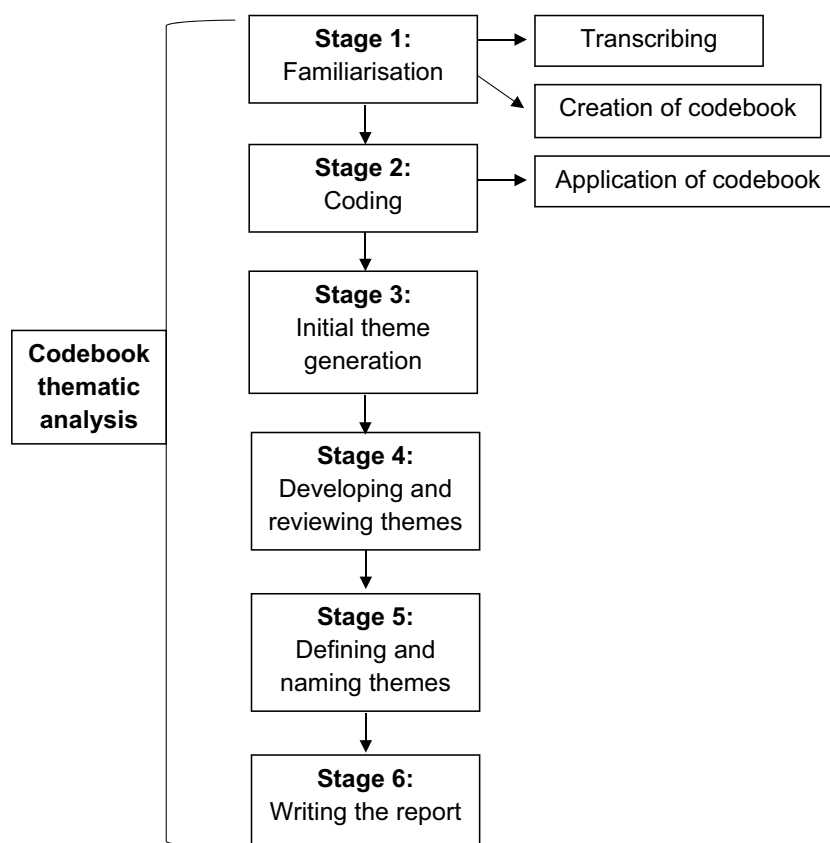 Stage 1:
Familiarisation
Transcribing
Creation of codebook
Stage 2:
Coding
Application of codebook
Stage 3:
Initial theme
generation
Codebook
thematic
analysis
Stage 4:
Developing and
reviewing themes
Stage 5:
Defining and
naming themes
Stage 6:
Writing the report